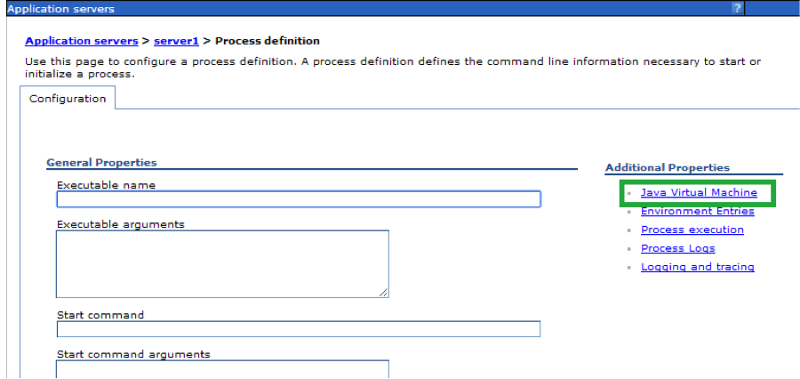 Application servers ?
Application servers > server1 > Process definition
Use this page to configure a process definition. A process definition defines the command line information necessary to start or
initialize a process.
Configuration
General Properties
Executable name
Executable arguments
Start command
Start command arguments
Additional Properties
Java Virtual Machine
Environment Entries
Process execution
Process Logs
Logging and tracing